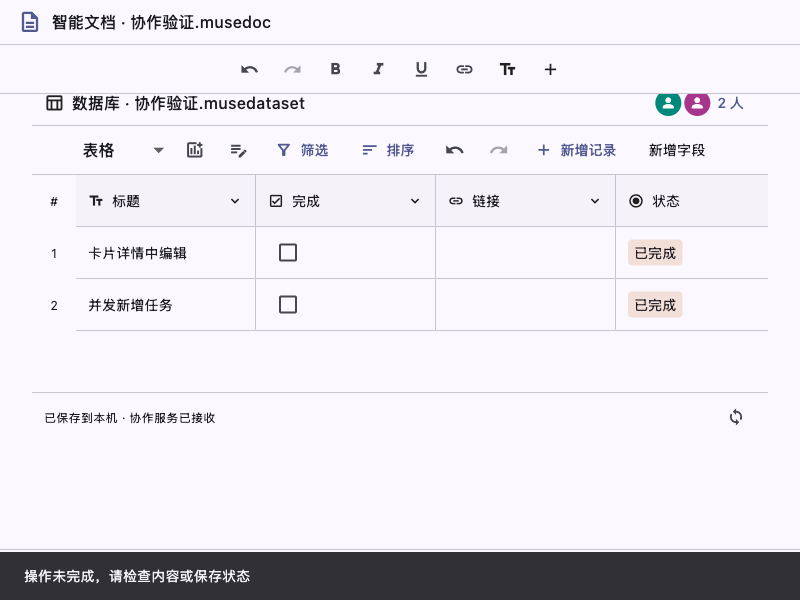 智能文档 · 协作验证.musedoc
B I U Tт
数据库 · 协作验证.musedataset
2 人
表格 筛选 排序 新增记录 新增字段
# Tт 标题 完成 链接 状态
1 卡片详情中编辑 已完成
2 并发新增任务 已完成
已保存到本机 · 协作服务已接收
操作未完成，请检查内容或保存状态